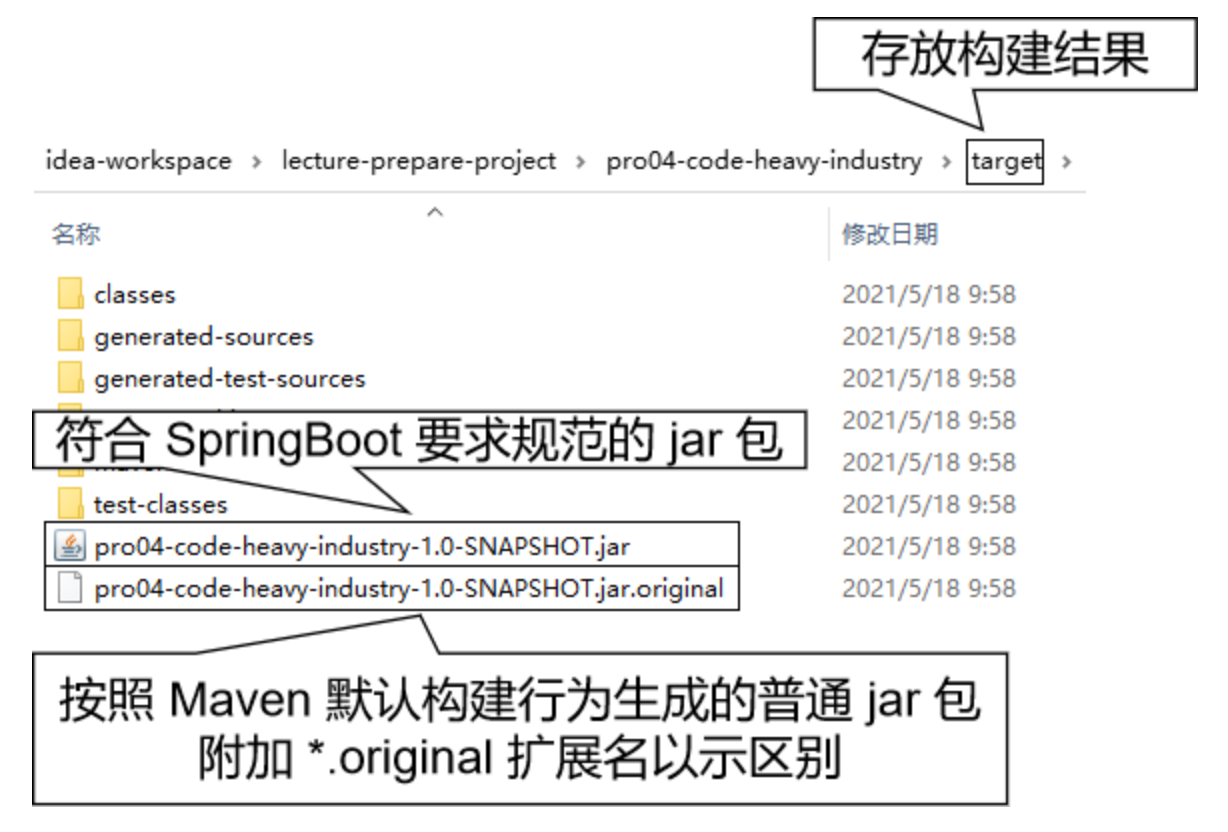 存放构建结果
idea-workspace > lecture-prepare-project > pro04-code-heavy-industry > target >
名称 修改日期
classes 2021/5/18 9:58
generated-sources 2021/5/18 9:58
generated-test-sources 2021/5/18 9:58
2021/5/18 9:58
符合 SpringBoot 要求规范的 jar 包
2021/5/18 9:58
test-classes 2021/5/18 9:58
pro04-code-heavy-industry-1.0-SNAPSHOT.jar 2021/5/18 9:58
pro04-code-heavy-industry-1.0-SNAPSHOT.jar.original 2021/5/18 9:58
按照 Maven 默认构建行为生成的普通 jar 包
附加 *.original 扩展名以示区别